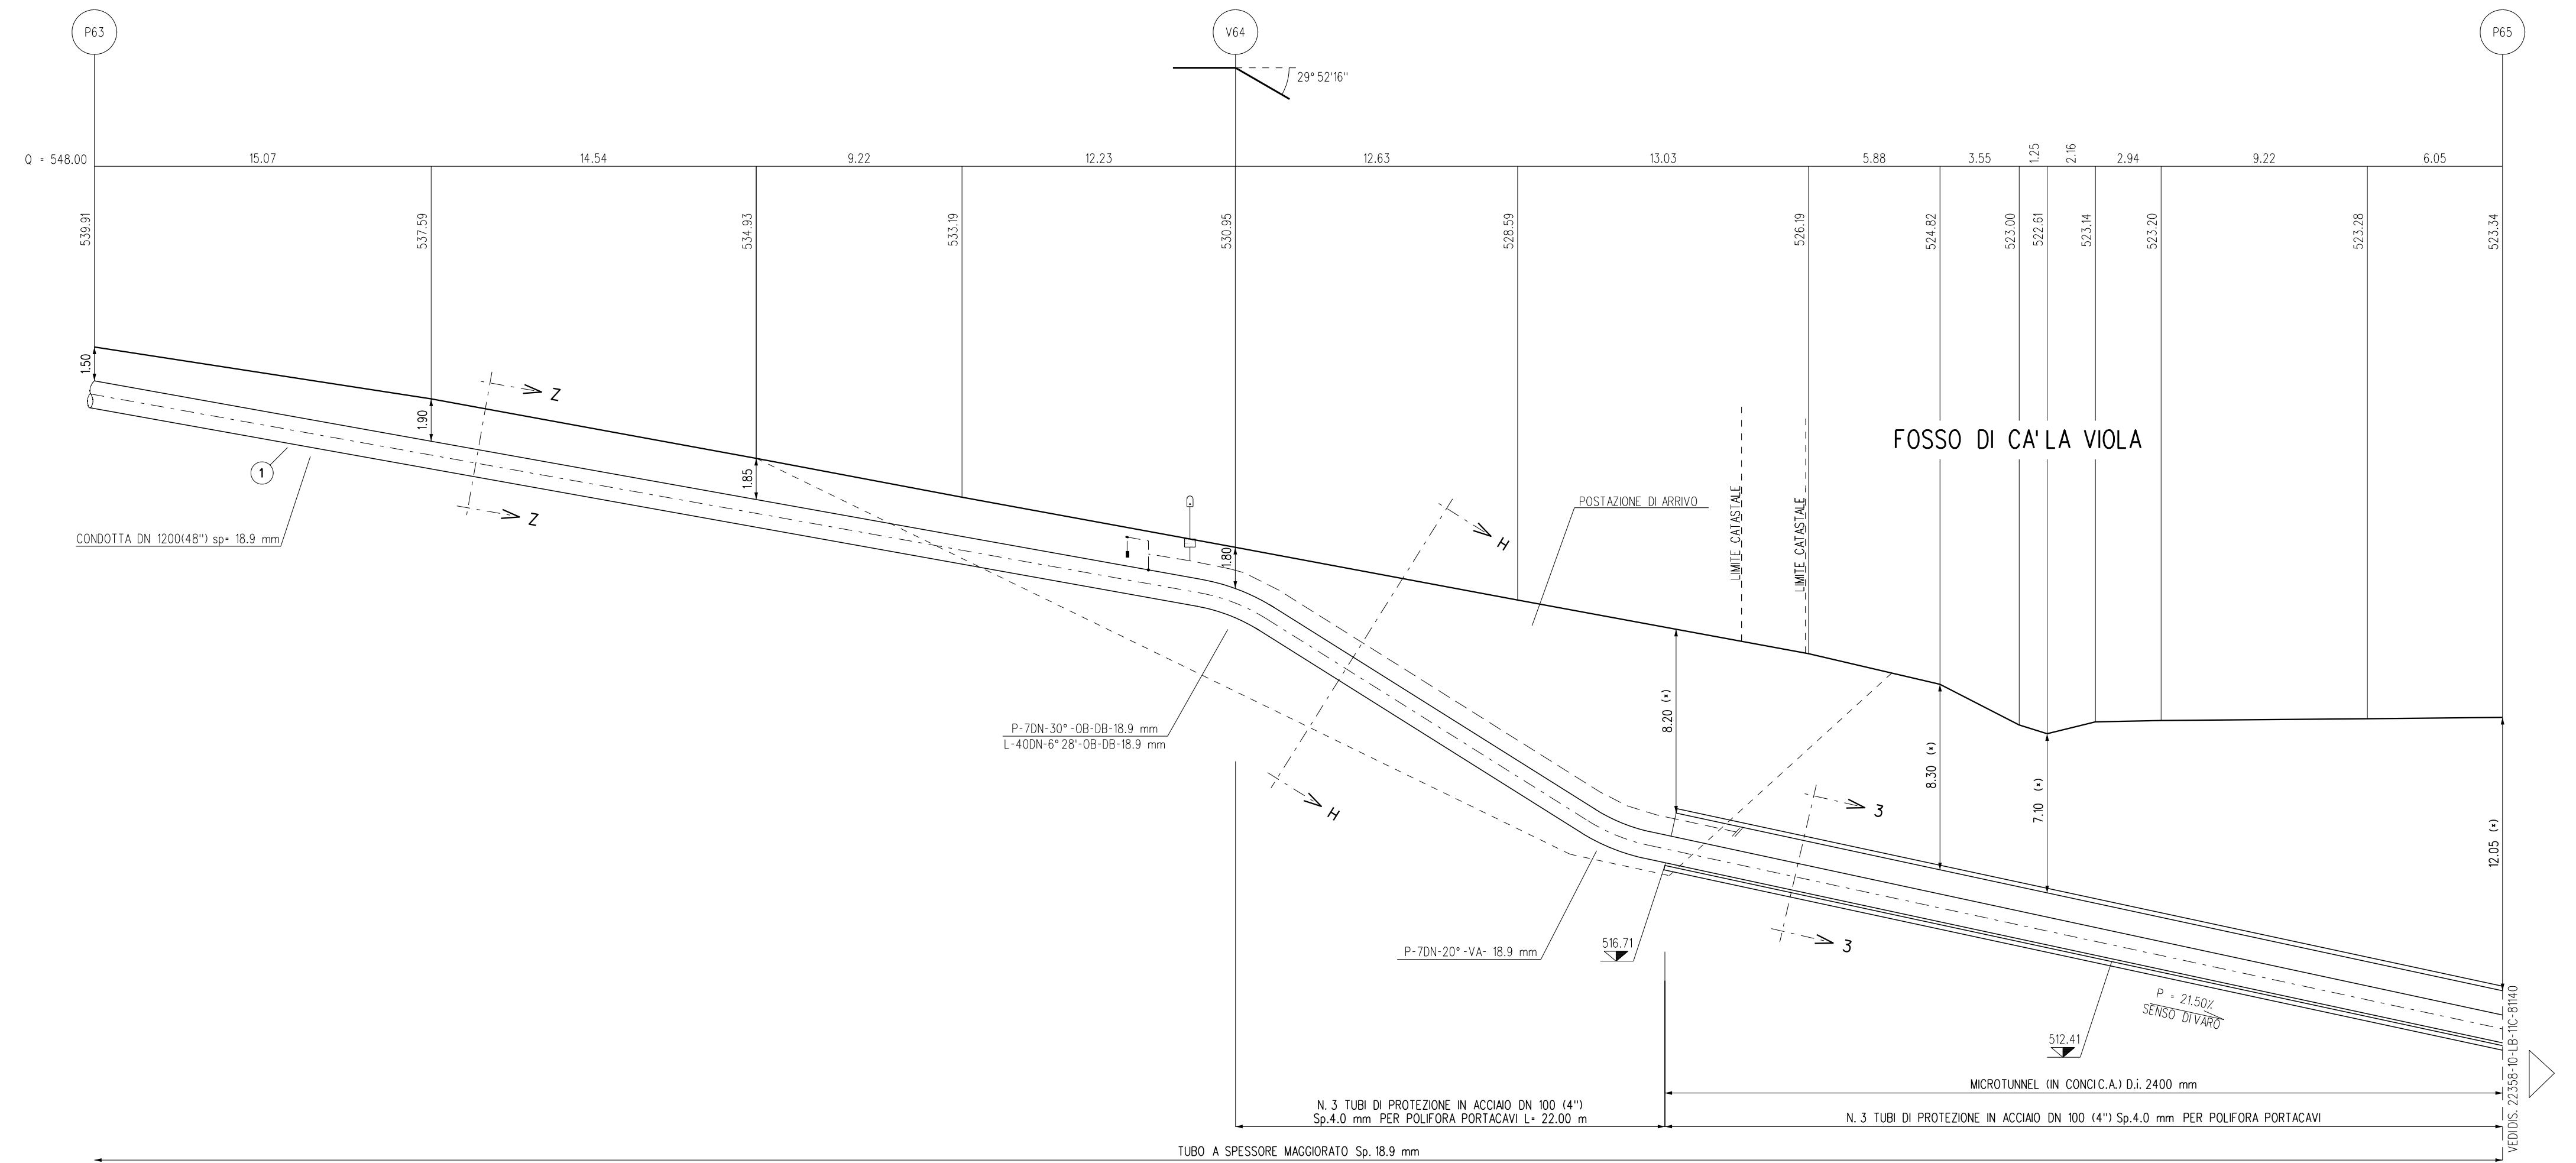 P63
V64
P65
29° 52'16"
Q = 548.00
15.07
14.54
9.22
12.23
12.63
13.03
5.88
3.55
1.25
2.16
2.94
9.22
6.05
539.91
537.59
534.93
533.19
530.95
528.59
526.19
524.82
523.00
522.61
523.14
523.20
523.28
523.34
1.50
1.90
1.85
1.80
Z
Z
1
CONDOTTA DN 1200(48") sp= 18.9 mm
FOSSO DI CA' LA VIOLA
POSTAZIONE DI ARRIVO
LIMITE CATASTALE
LIMITE CATASTALE
H
H
P-7DN-30°-OB-DB-18.9 mm
L-40DN-6° 28'-OB-DB-18.9 mm
8.20 (*)
8.30 (*)
7.10 (*)
12.05 (*)
3
3
P-7DN-20°-VA- 18.9 mm
516.71
512.41
P = 21.50%
SENSO DI VARO
MICROTUNNEL (IN CONCI C.A.) D.i. 2400 mm
N. 3 TUBI DI PROTEZIONE IN ACCIAIO DN 100 (4")
Sp.4.0 mm PER POLIFORA PORTACAVI L= 22.00 m
N. 3 TUBI DI PROTEZIONE IN ACCIAIO DN 100 (4") Sp.4.0 mm PER POLIFORA PORTACAVI
TUBO A SPESSORE MAGGIORATO Sp. 18.9 mm
VEDI DIS. 22358-10-LB-11C-81140